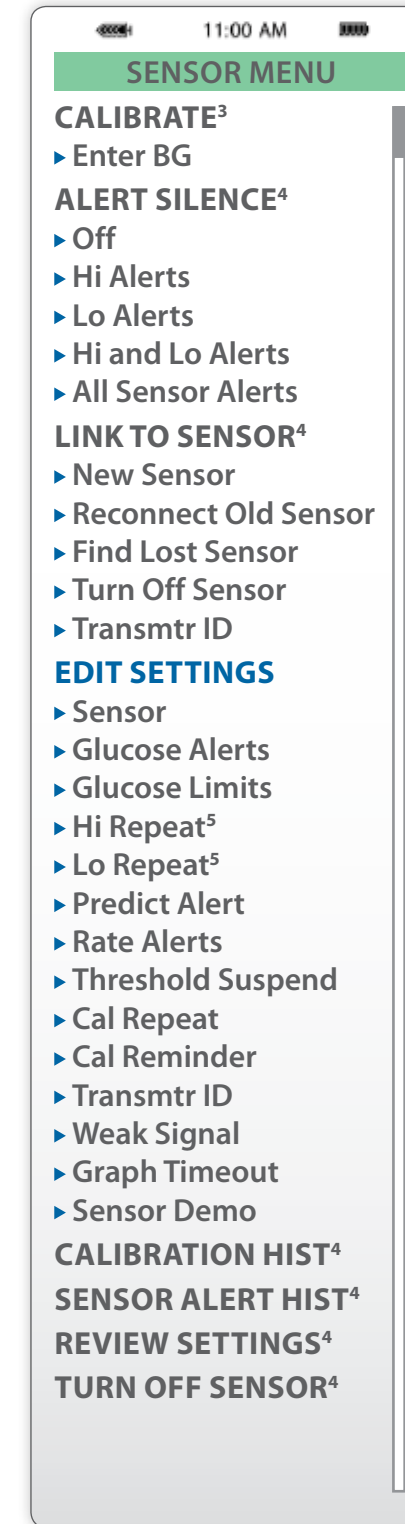 11:00 AM
SENSOR MENU
CALIBRATE³
▸ Enter BG
ALERT SILENCE⁴
▸ Off
▸ Hi Alerts
▸ Lo Alerts
▸ Hi and Lo Alerts
▸ All Sensor Alerts
LINK TO SENSOR⁴
▸ New Sensor
▸ Reconnect Old Sensor
▸ Find Lost Sensor
▸ Turn Off Sensor
▸ Transmtr ID
EDIT SETTINGS
▸ Sensor
▸ Glucose Alerts
▸ Glucose Limits
▸ Hi Repeat⁵
▸ Lo Repeat⁵
▸ Predict Alert
▸ Rate Alerts
▸ Threshold Suspend
▸ Cal Repeat
▸ Cal Reminder
▸ Transmtr ID
▸ Weak Signal
▸ Graph Timeout
▸ Sensor Demo
CALIBRATION HIST⁴
SENSOR ALERT HIST⁴
REVIEW SETTINGS⁴
TURN OFF SENSOR⁴